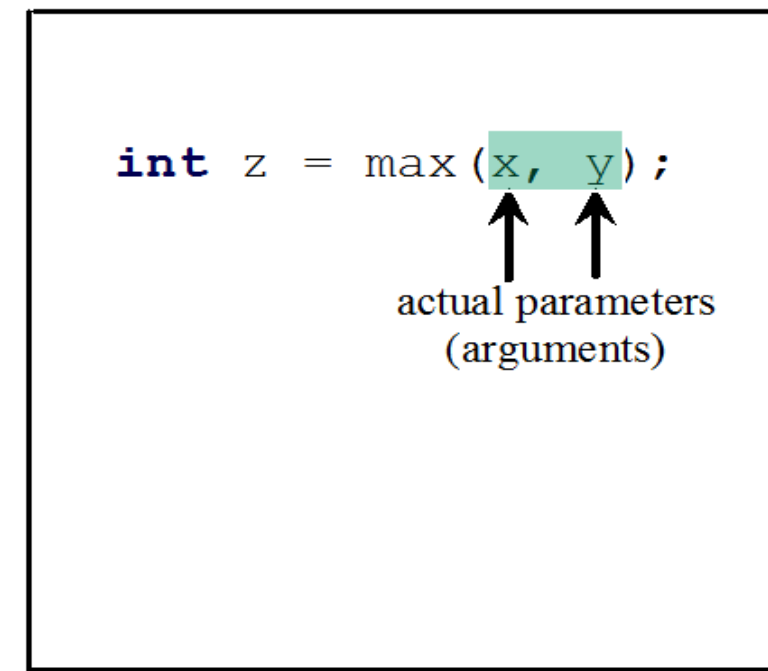 int z = max(x, y);
actual parameters
(arguments)